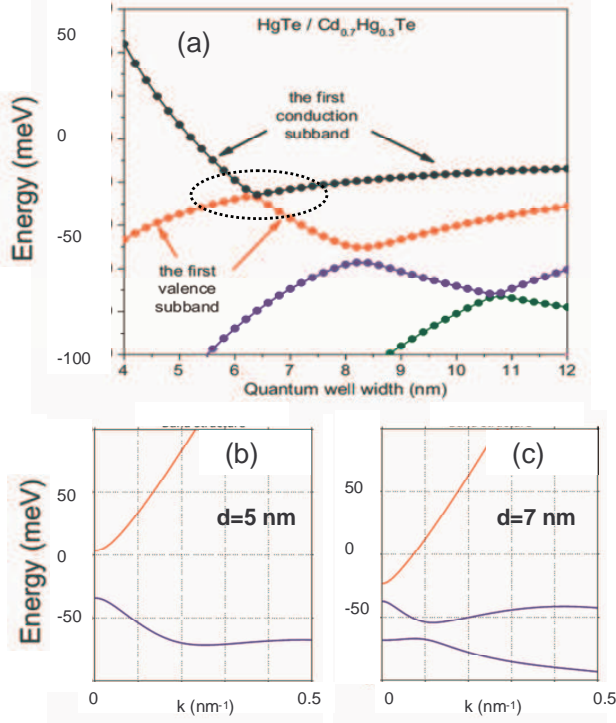 (a)
HgTe / Cd0.7Hg0.3Te
the first
conduction
subband
the first
valence
subband
Energy (meV)
50
0
-50
-100
4 5 6 7 8 9 10 11 12
Quantum well width (nm)
(b)
d=5 nm
Energy (meV)
50
0
-50
0 0.5
k (nm-1)
(c)
d=7 nm
50
0
-50
0 0.5
k (nm-1)